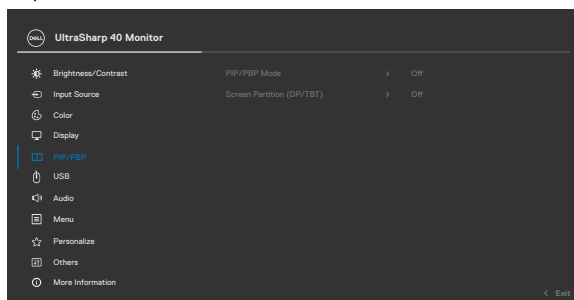 DELL UltraSharp 40 Monitor
Brightness/Contrast PIP/PBP Mode > Off
Input Source Screen Partition (DP/TBT) > Off
Color
Display
PIP/PBP
USB
Audio
Menu
Personalize
Others
More Information
< Exit